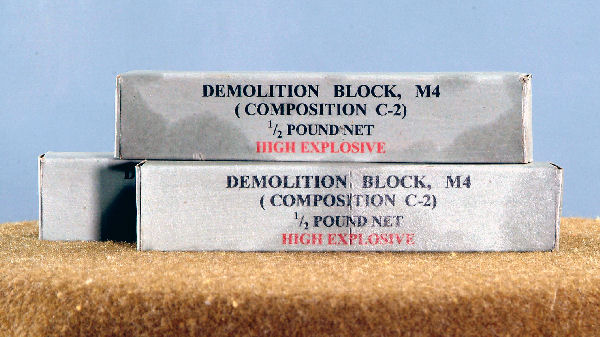 DEMOLITION BLOCK, M4
( COMPOSITION C-2)
1/2 POUND NET
HIGH EXPLOSIVE
D
DEMOLITION BLOCK, M4
( COMPOSITION C-2)
1/2 POUND NET
HIGH EXPLOSIVE